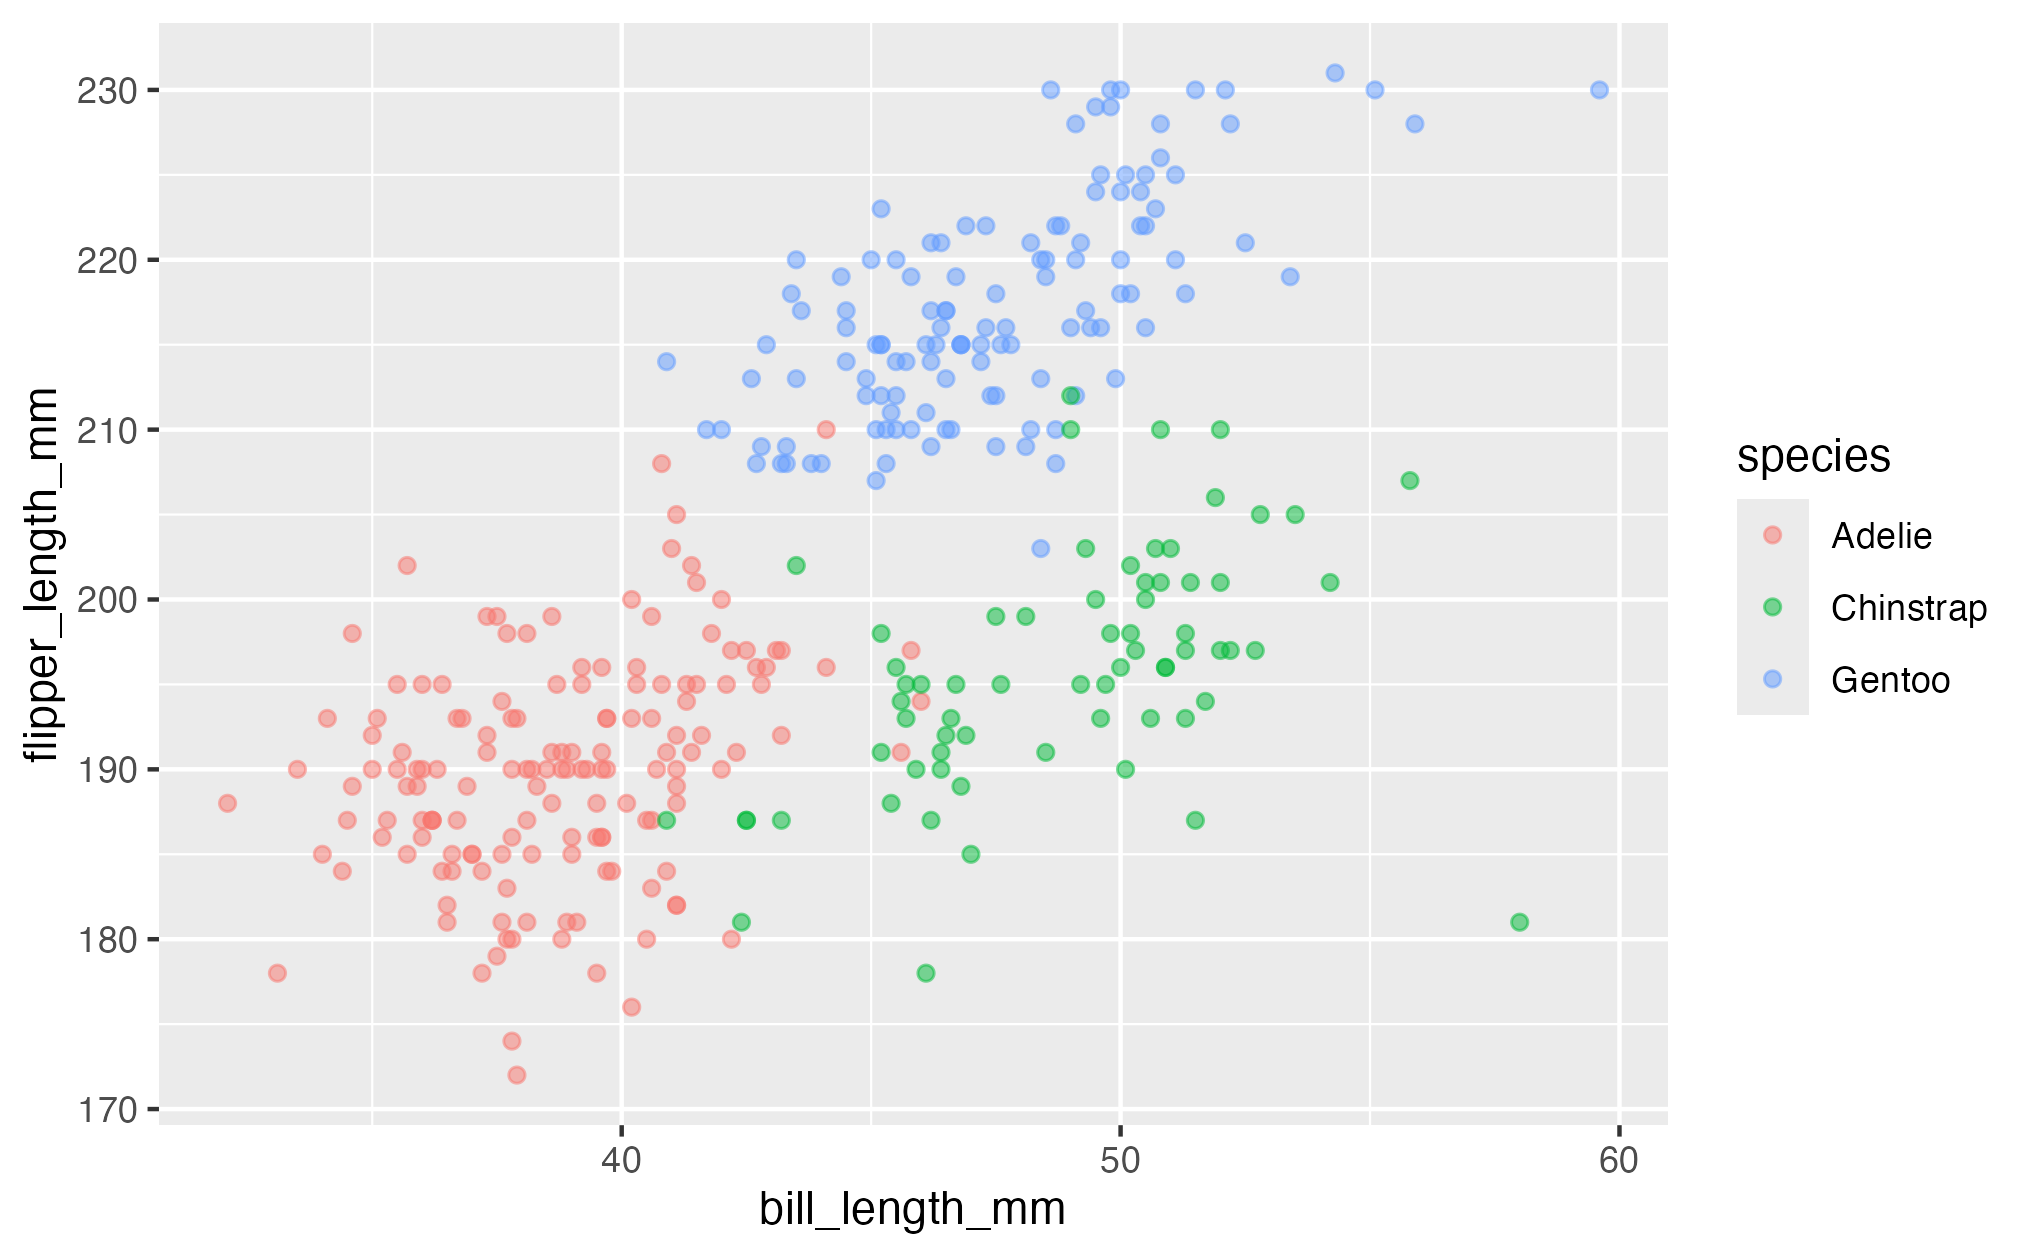 230
220
210
200
190
180
170
flipper_length_mm
40 50 60
bill_length_mm
species
Adelie
Chinstrap
Gentoo